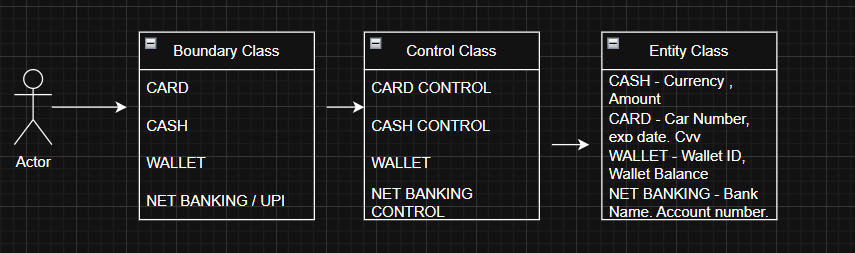 Actor
Boundary Class
CARD
CASH
WALLET
NET BANKING / UPI
Control Class
CARD CONTROL
CASH CONTROL
WALLET
NET BANKING
CONTROL
Entity Class
CASH - Currency ,
Amount
CARD - Car Number,
exp date, Cvv
WALLET - Wallet ID,
Wallet Balance
NET BANKING - Bank
Name, Account number,